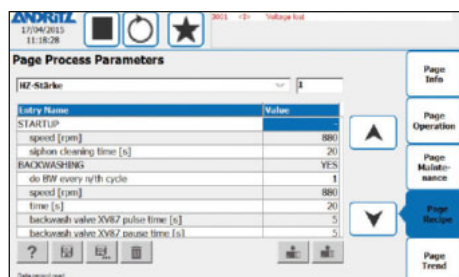 ANDRITZ
17/04/2015
11:18:28
3001 <D> Voltage lost
Page Process Parameters
HZ-Stärke
1
Entry Name Value
STARTUP -
speed [rpm] 880
siphon cleaning time [s] 20
BACKWASHING YES
do BW every n/th cycle 1
speed [rpm] 880
time [s] 20
backwash valve XV87 pulse time [s] 5
backwash valve XV87 pause time [s] 5
?
Page
Info
Page
Operation
Page
Mainte-
nance
Page
Recipe
Page
Trend